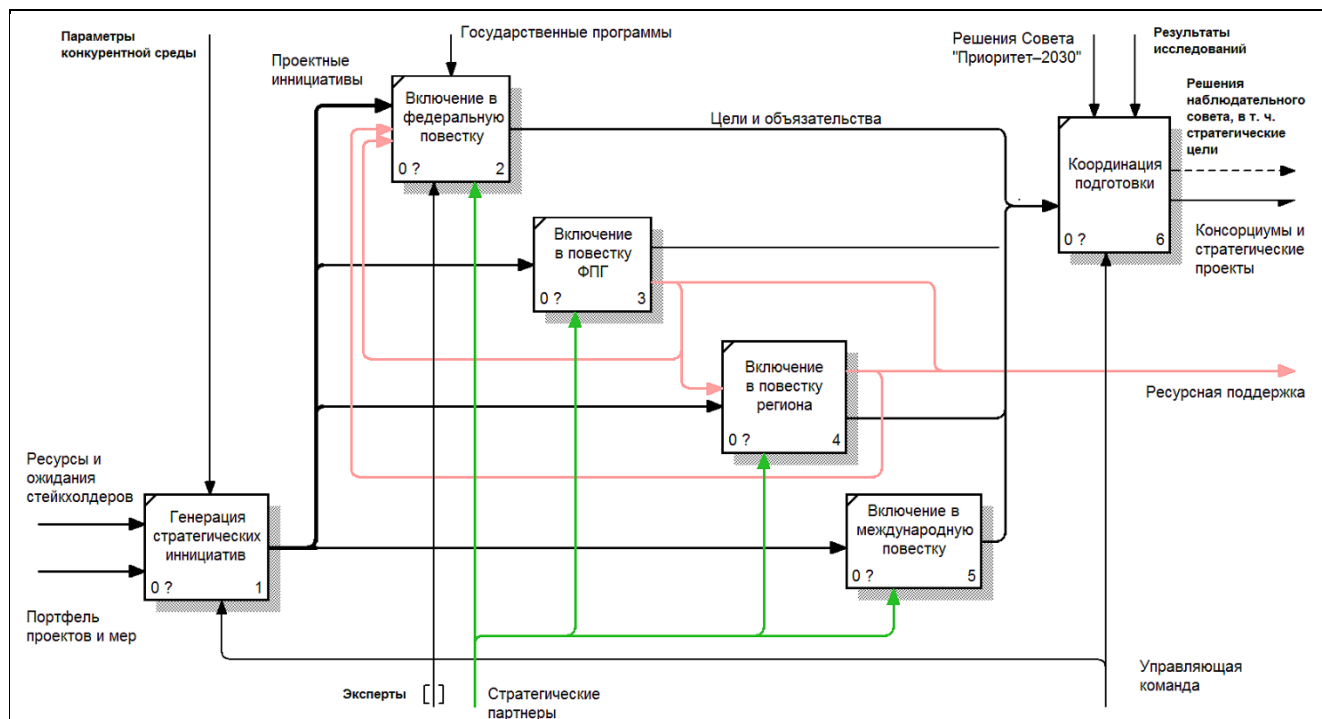 Параметры
конкурентной среды
Государственные программы
Решения Совета
"Приоритет–2030"
Результаты
исследований
Проектные
иннициативы
Решения
наблюдательного
совета, в т. ч.
стратегические
цели
Включение в
федеральную
повестку
0 ? 2
Цели и объязательства
Координация
подготовки
0 ? 6
Включение
в повестку
ФПГ
0 ? 3
Консорциумы и
стратегические
проекты
Включение
в повестку
региона
0 ? 4
Ресурсная поддержка
Ресурсы и
ожидания
стейкхолдеров
Генерация
стратегических
иннициатив
0 ? 1
Включение в
международную
повестку
0 ? 5
Портфель
проектов и мер
Эксперты
Стратегические
партнеры
Управляющая
команда